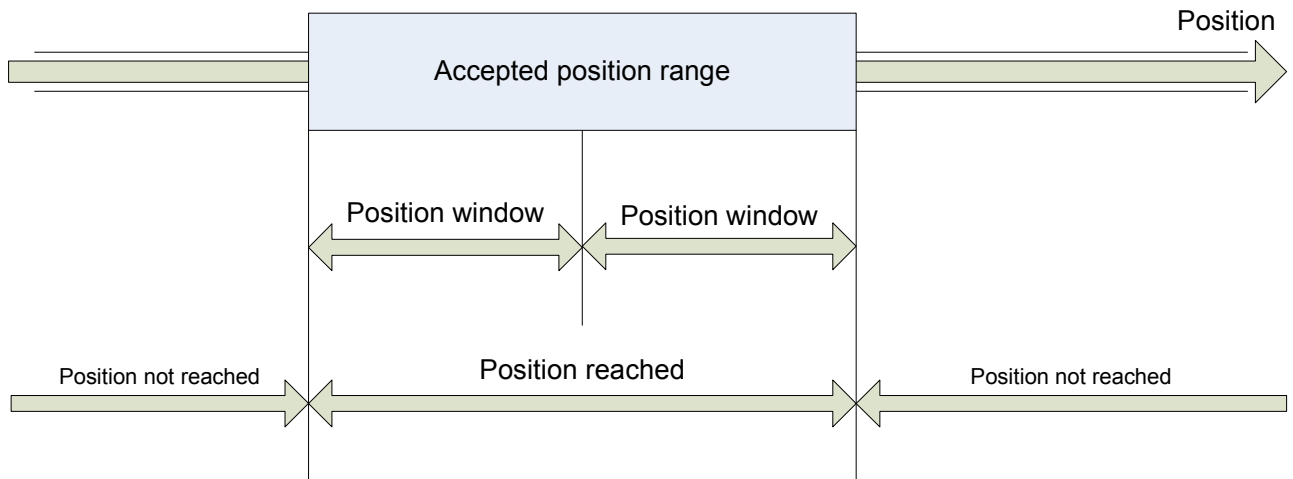 Position
Accepted position range
Position window
Position window
Position not reached
Position reached
Position not reached